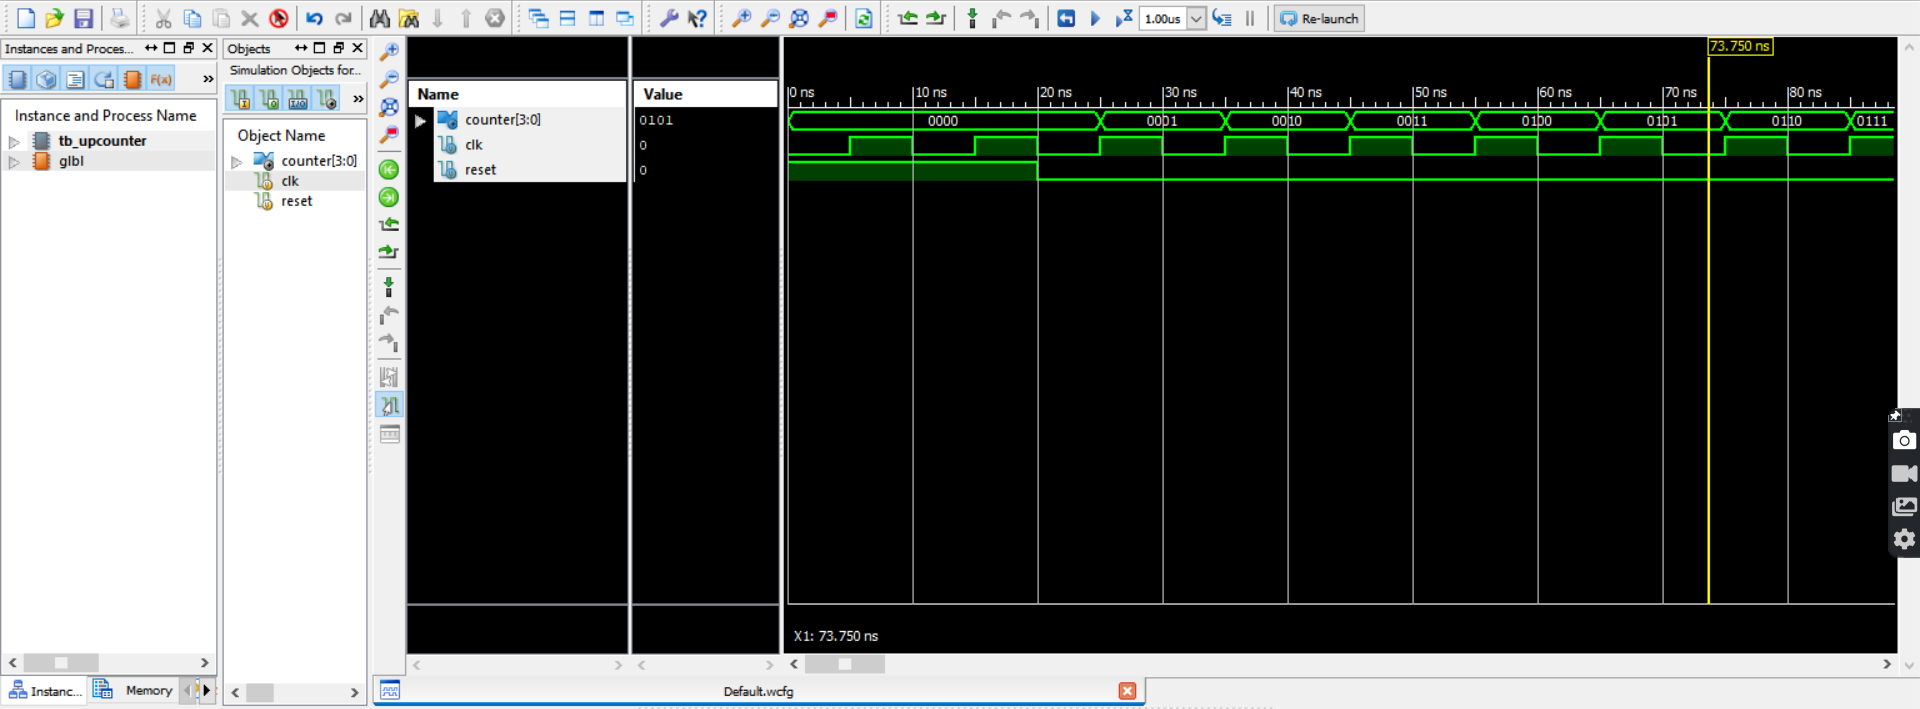 1.00us
Re-launch
Instances and Proces...
Objects
Simulation Objects for...
F(x)
Instance and Process Name
tb_upcounter
glbl
Object Name
counter[3:0]
clk
reset
Name
Value
counter[3:0]
0101
clk
0
reset
0
73.750 ns
0 ns
10 ns
20 ns
30 ns
40 ns
50 ns
60 ns
70 ns
80 ns
0000
0001
0010
0011
0100
0101
0110
0111
X1: 73.750 ns
Instanc...
Memory
Default.wcfg